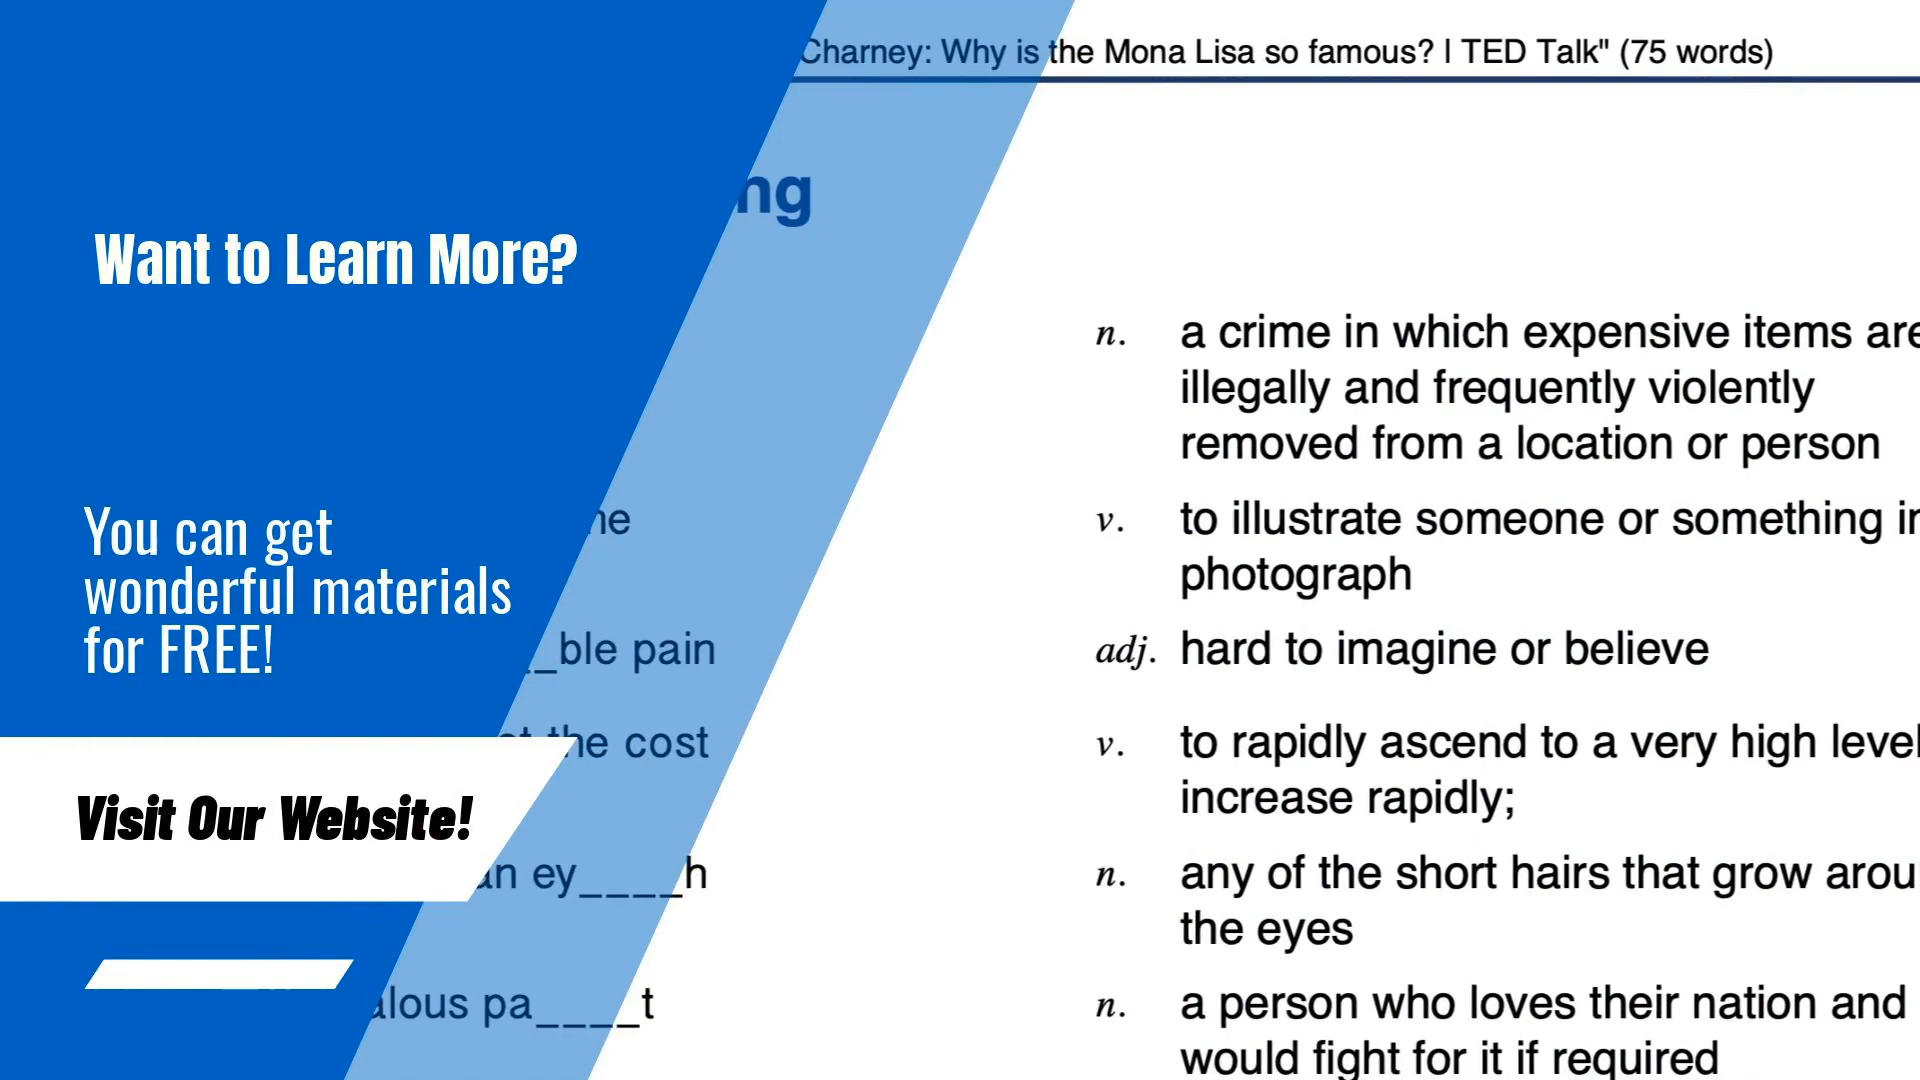 Charney: Why is the Mona Lisa so famous? | TED Talk" (75 words)
ng
Want to Learn More?
You can get
wonderful materials
for FREE!
Visit Our Website!
n. a crime in which expensive items are
illegally and frequently violently
removed from a location or person
v. to illustrate someone or something in
photograph
_ble pain adj. hard to imagine or believe
the cost v. to rapidly ascend to a very high level
increase rapidly;
an ey____h n. any of the short hairs that grow arou
the eyes
alous pa____t n. a person who loves their nation and
would fight for it if required